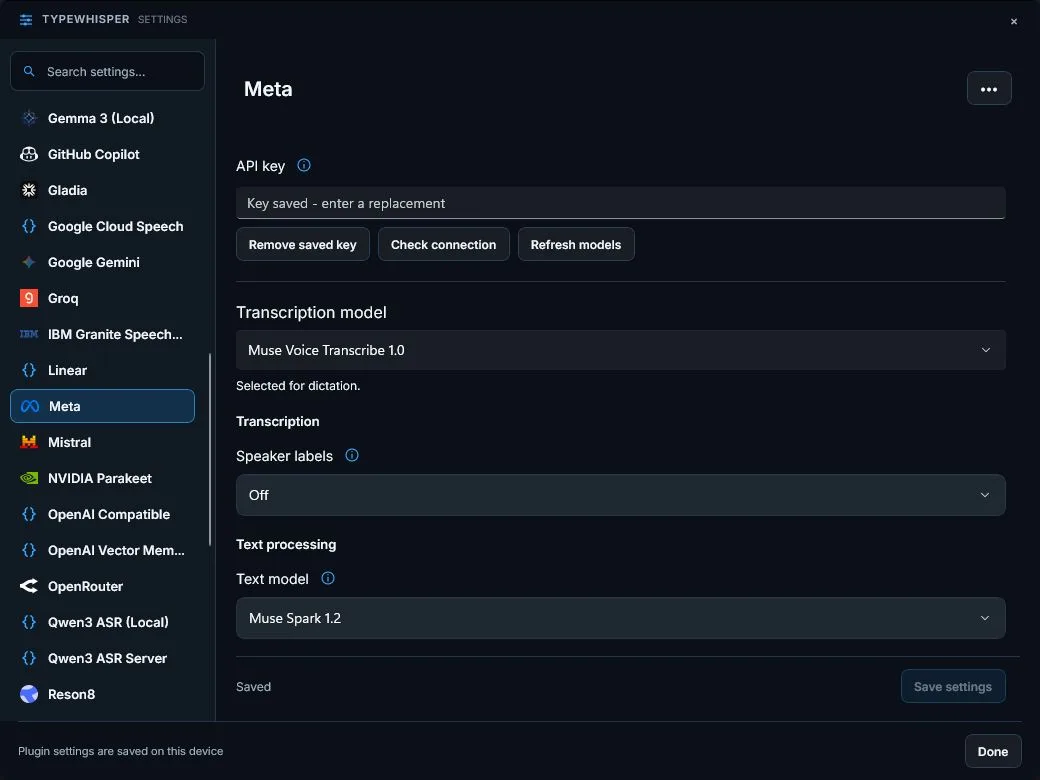 TYPEWHISPER SETTINGS
Search settings...
Gemma 3 (Local)
GitHub Copilot
Gladia
Google Cloud Speech
Google Gemini
Groq
IBM IBM Granite Speech...
Linear
Meta
Mistral
NVIDIA Parakeet
OpenAI Compatible
OpenAI Vector Mem...
OpenRouter
Qwen3 ASR (Local)
Qwen3 ASR Server
Reson8
Meta
API key
Key saved - enter a replacement
Remove saved key Check connection Refresh models
Transcription model
Muse Voice Transcribe 1.0
Selected for dictation.
Transcription
Speaker labels
Off
Text processing
Text model
Muse Spark 1.2
Saved Save settings
Plugin settings are saved on this device Done